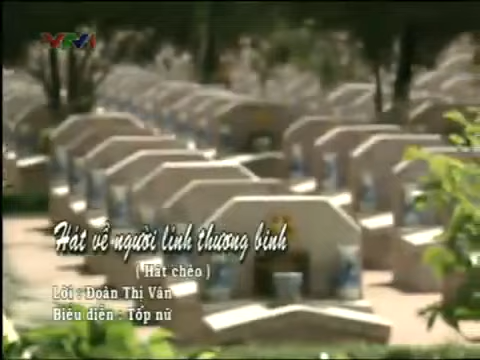 VTV1
Hát về người lính thương binh
( Hát chèo )
Lời : Đoàn Thị Vân
Biểu diễn : Tốp nữ